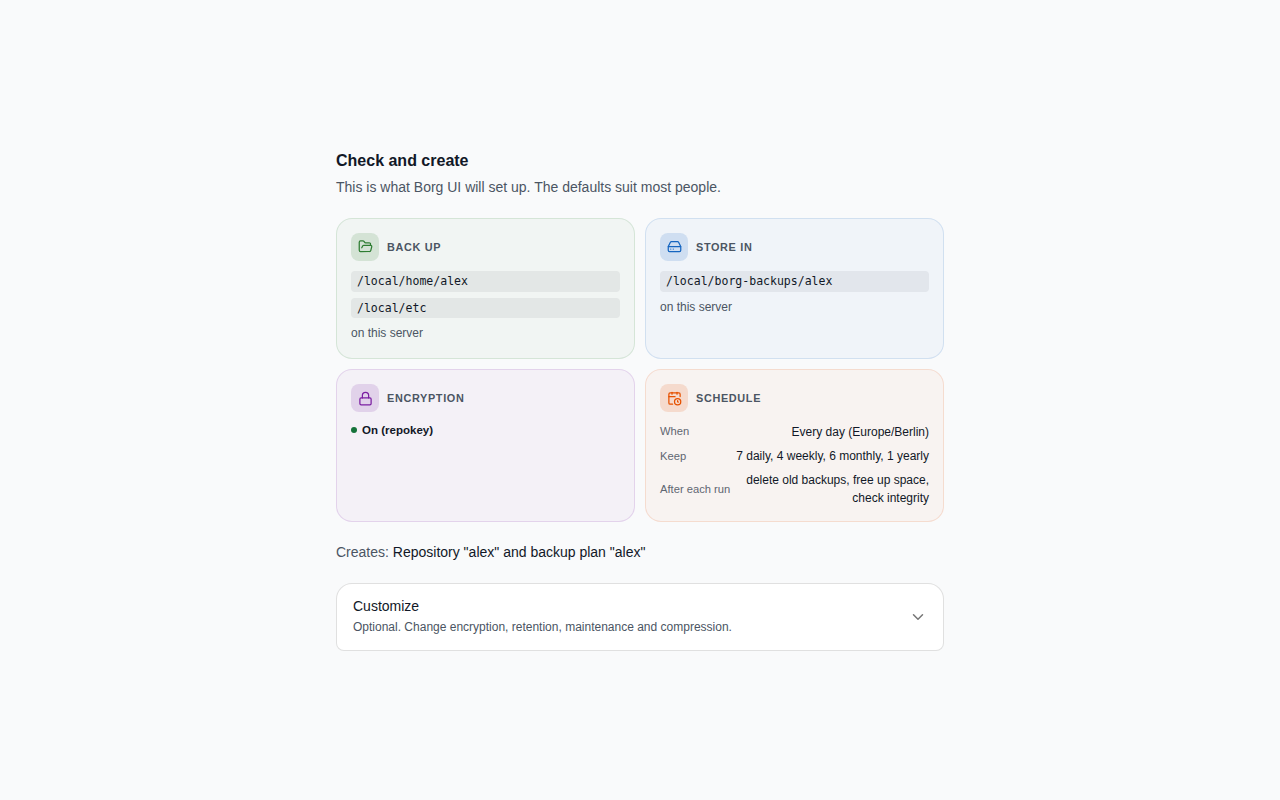 Check and create
This is what Borg UI will set up. The defaults suit most people.
BACK UP
/local/home/alex
/local/etc
on this server
STORE IN
/local/borg-backups/alex
on this server
ENCRYPTION
On (repokey)
SCHEDULE
When Every day (Europe/Berlin)
Keep 7 daily, 4 weekly, 6 monthly, 1 yearly
After each run delete old backups, free up space,
check integrity
Creates: Repository "alex" and backup plan "alex"
Customize
Optional. Change encryption, retention, maintenance and compression.